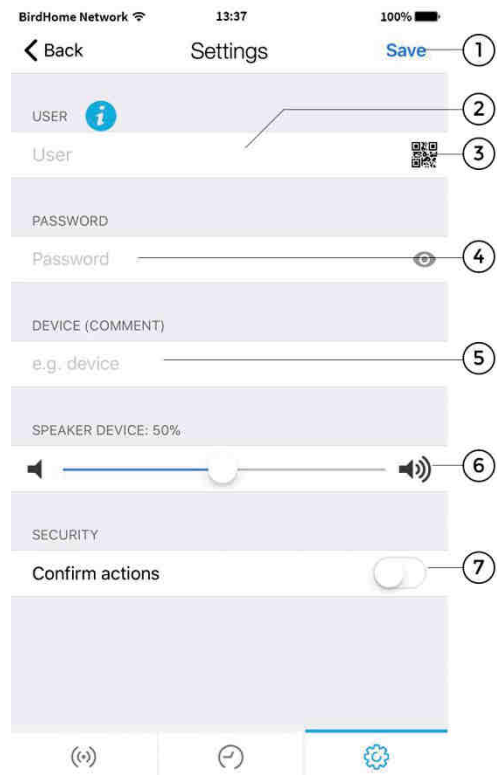 BirdHome Network 13:37 100%
Back Settings Save 1
2
USER i
User 3
PASSWORD
Password 4
DEVICE (COMMENT)
e.g. device 5
SPEAKER DEVICE: 50%
6
SECURITY
Confirm actions 7